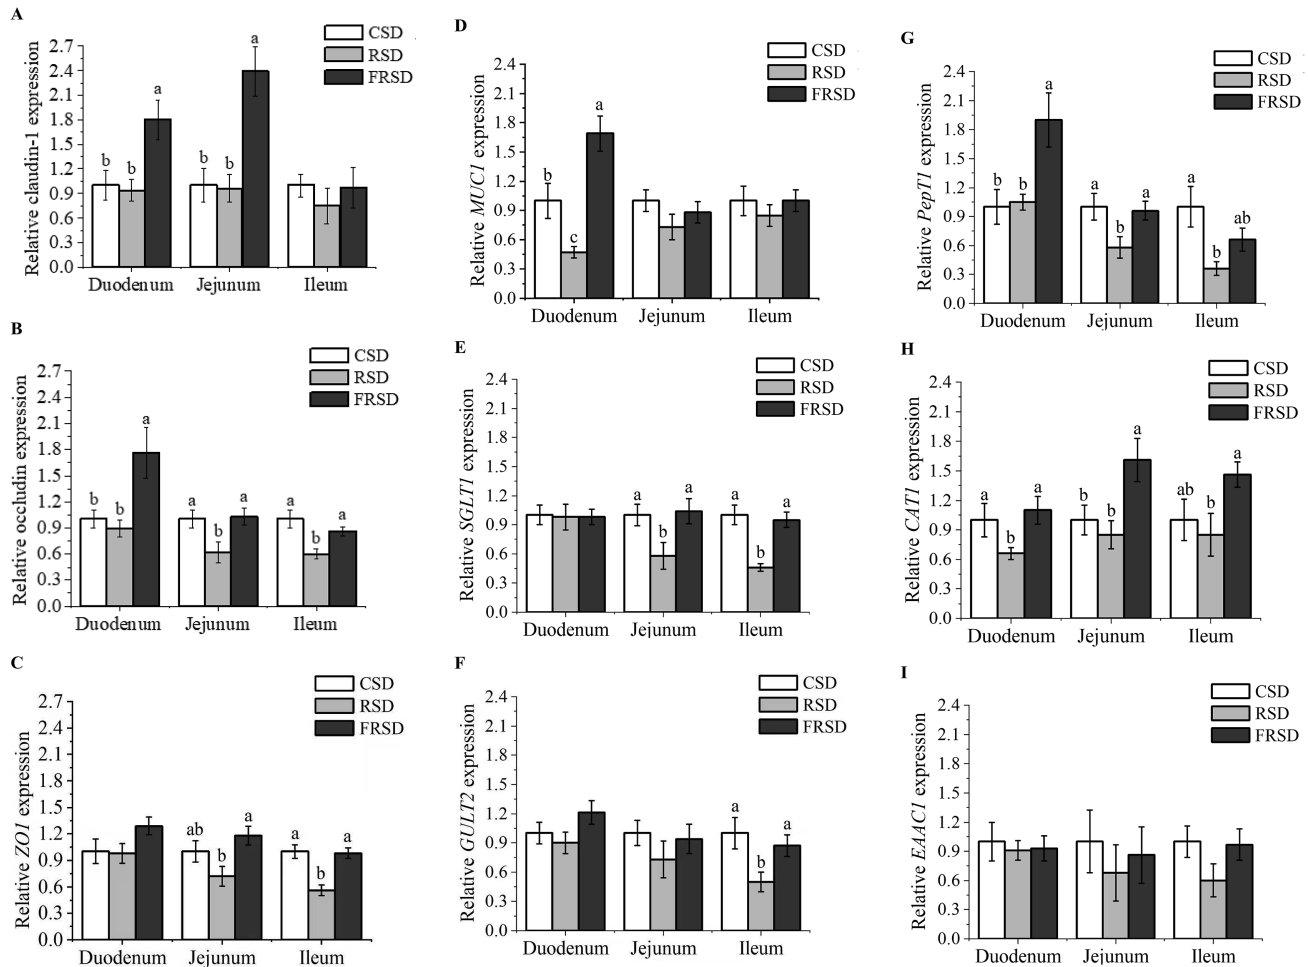 A
Relative claudin-1 expression
2.7
2.4
2.1
1.8
1.5
1.2
0.9
0.6
0.3
0.0
CSD
RSD
FRSD
b
b
a
b
b
a
Duodenum
Jejunum
Ileum
B
Relative occludin expression
2.7
2.4
2.1
1.8
1.5
1.2
0.9
0.6
0.3
0.0
CSD
RSD
FRSD
b
b
a
a
b
a
a
b
a
Duodenum
Jejunum
Ileum
C
Relative ZO1 expression
2.7
2.4
2.1
1.8
1.5
1.2
0.9
0.6
0.3
0.0
CSD
RSD
FRSD
ab
b
a
a
b
a
Duodenum
Jejunum
Ileum
D
Relative MUC1 expression
2.4
2.1
1.8
1.5
1.2
0.9
0.6
0.3
0.0
CSD
RSD
FRSD
b
c
a
Duodenum
Jejunum
Ileum
E
Relative SGLT1 expression
2.4
2.1
1.8
1.5
1.2
0.9
0.6
0.3
0.0
CSD
RSD
FRSD
a
b
a
a
b
a
Duodenum
Jejunum
Ileum
F
Relative GULT2 expression
2.4
2.1
1.8
1.5
1.2
0.9
0.6
0.3
0.0
CSD
RSD
FRSD
a
b
a
Duodenum
Jejunum
Ileum
G
Relative PepT1 expression
2.4
2.1
1.8
1.5
1.2
0.9
0.6
0.3
0.0
CSD
RSD
FRSD
b
b
a
a
b
a
a
b
ab
Duodenum
Jejunum
Ileum
H
Relative CAT1 expression
2.4
2.1
1.8
1.5
1.2
0.9
0.6
0.3
0.0
CSD
RSD
FRSD
a
b
a
b
b
a
ab
b
a
Duodenum
Jejunum
Ileum
I
Relative EAAC1 expression
2.4
2.1
1.8
1.5
1.2
0.9
0.6
0.3
0.0
CSD
RSD
FRSD
Duodenum
Jejunum
Ileum